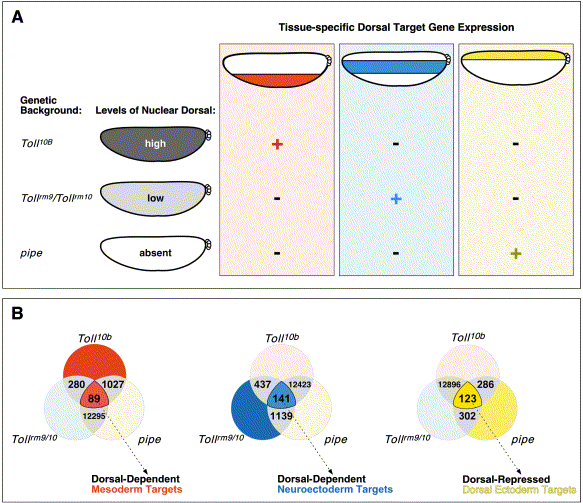 A
Tissue-specific Dorsal Target Gene Expression
Genetic
Background:
Levels of Nuclear Dorsal:
Toll10B
high
+
-
-
Tollrm9/Tollrm10
low
-
+
-
pipe
absent
-
-
+
B
Toll10b
280
1027
89
12295
Tollrm9/10
pipe
Dorsal-Dependent
Mesoderm Targets
Toll10b
437
12423
141
1139
Tollrm9/10
pipe
Dorsal-Dependent
Neuroectoderm Targets
Toll10b
12896
286
123
302
Tollrm9/10
pipe
Dorsal-Repressed
Dorsal Ectoderm Targets